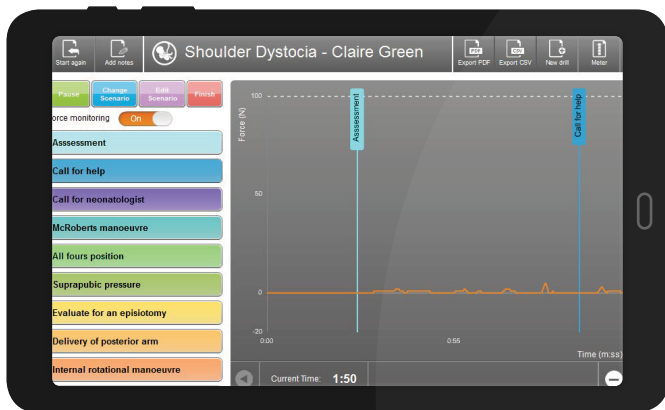 Start again
Add notes
Shoulder Dystocia - Claire Green
PDF
Export PDF
CSV
Export CSV
New drill
Meter
Pause
Change Scenario
Edit Scenario
Finish
orce monitoring
On
Asssessment
Call for help
Call for neonatologist
McRoberts manoeuvre
All fours position
Suprapubic pressure
Evaluate for an episiotomy
Delivery of posterior arm
Internal rotational manoeuvre
Force (N)
100
50
0
-20
Asssessment
Call for help
0:00
0:55
Time (m:ss)
Current Time: 1:50